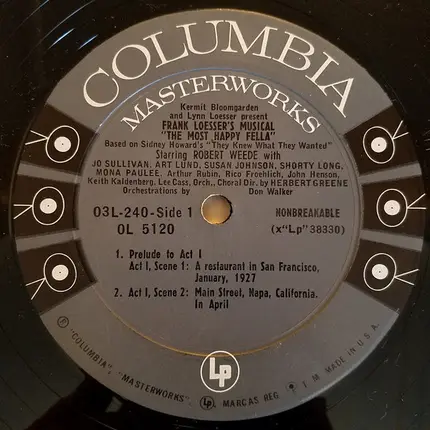 COLUMBIA
MASTERWORKS
Kermit Bloomgarden
and Lynn Loesser present
FRANK LOESSER'S MUSICAL
"THE MOST HAPPY FELLA"
Based on Sidney Howard's "They Knew What They Wanted"
Starring ROBERT WEEDE with
JO SULLIVAN, ART LUND, SUSAN JOHNSON, SHORTY LONG,
MONA PAULEE, Arthur Rubin, Rico Froehlich, John Henson,
Keith Kaldenberg, Lee Cass, Orch., Choral Dir. by HERBERT GREENE
Orchestrations by Don Walker
O3L-240-Side 1 NONBREAKABLE
OL 5120 (x"Lp"38330)
1. Prelude to Act I
Act I, Scene 1: A restaurant in San Francisco,
January, 1927
2. Act I, Scene 2: Main Street, Napa, California.
In April
LP
Ⓟ "COLUMBIA", "MASTERWORKS", LP MARCAS REG. T M MADE IN U.S.A.